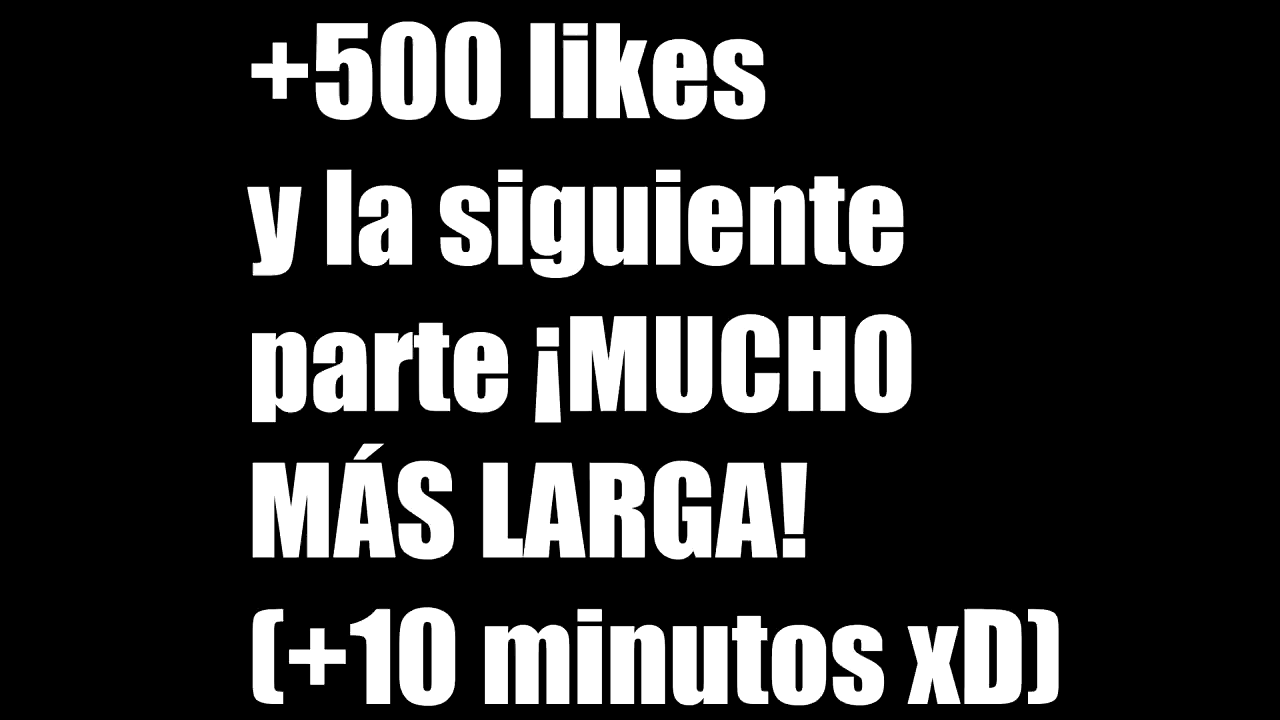 +500 likes
y la siguiente
parte ¡MUCHO
MÁS LARGA!
(+10 minutos xD)